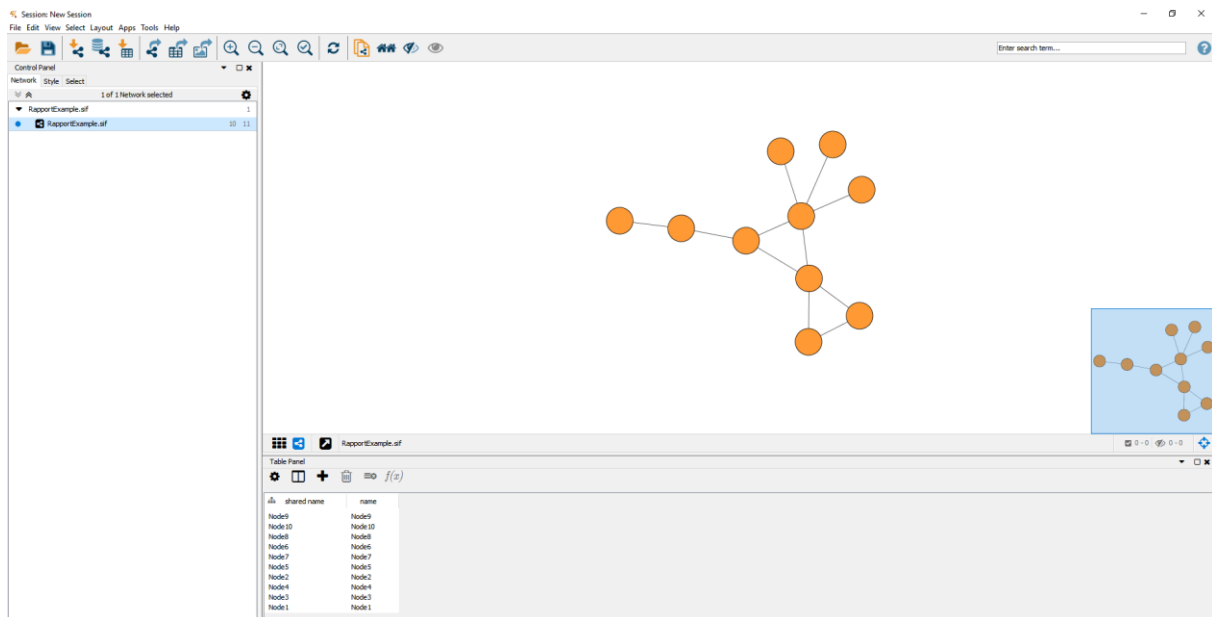 Session: New Session
File Edit View Select Layout Apps Tools Help
Enter search term...
Control Panel
Network Style Select
1 of 1 Network selected
RapportExample.sif 1
RapportExample.sif 10 11
RapportExample.sif
0 - 0 0 - 0
Table Panel
f(x)
shared name name
Node9 Node9
Node10 Node10
Node8 Node8
Node6 Node6
Node7 Node7
Node5 Node5
Node2 Node2
Node4 Node4
Node3 Node3
Node1 Node1